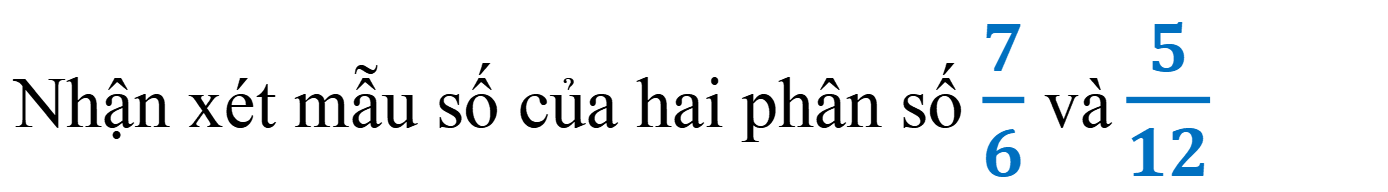 Nhận xét mẫu số của hai phân số 7/6 và 5/12